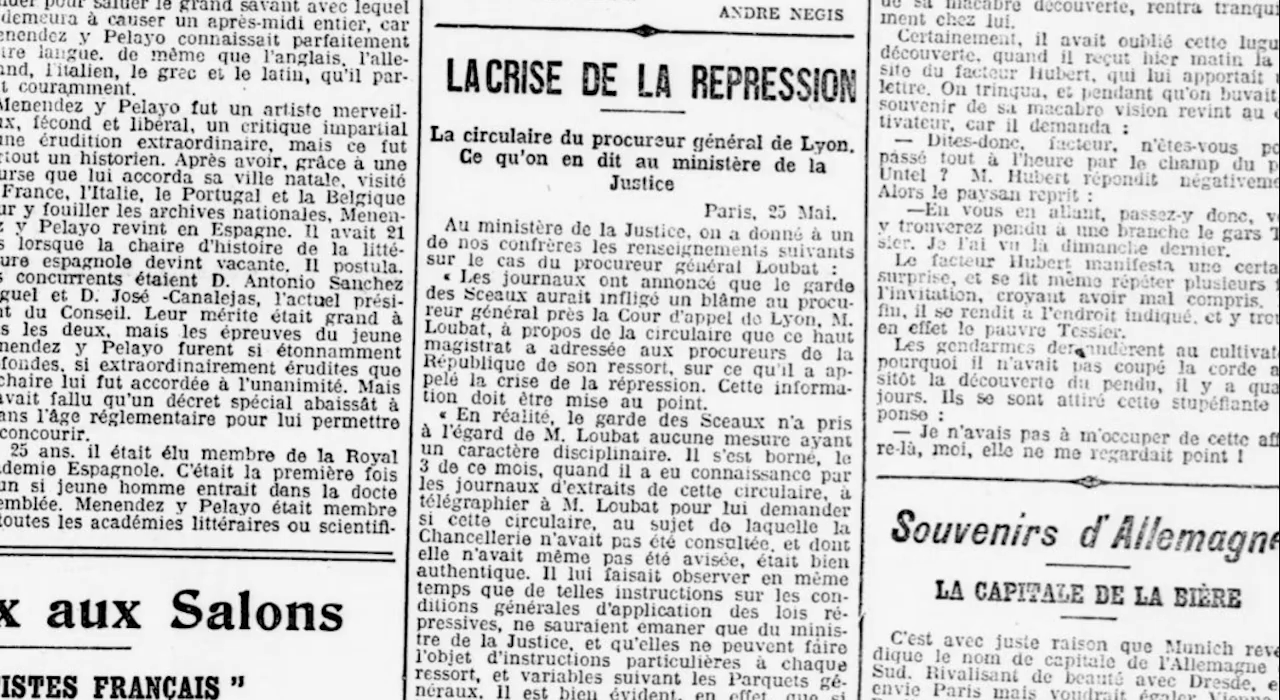 pour saluer le grand savant avec lequel
demeura à causer un après-midi entier, car
enendez y Pelayo connaissait parfaitement
tre langue, de même que l'anglais, l'alle-
and, l'italien, le grec et le latin, qu'il par-
t couramment.
Menendez y Pelayo fut un artiste merveil-
x, fécond et libéral, un critique impartial
une érudition extraordinaire, mais ce fut
tout un historien. Après avoir, grâce à une
urse que lui accorda sa ville natale, visité
France, l'Italie, le Portugal et la Belgique
ur y fouiller les archives nationales, Menen-
z y Pelayo revint en Espagne. Il avait 21
s lorsque la chaire d'histoire de la litté-
ure espagnole devint vacante. Il postula.
s concurrents étaient D. Antonio Sanchez
guel et D. José -Canalejas, l'actuel prési-
nt du Conseil. Leur mérite était grand à
s les deux, mais les épreuves du jeune
enendez y Pelayo furent si étonnamment
fondes, si extraordinairement érudites que
chaire lui fut accordée à l'unanimité. Mais
avait fallu qu'un décret spécial abaissât à
ans l'âge réglementaire pour lui permettre
concourir.
25 ans, il était élu membre de la Royal
démie Espagnole. C'était la première fois
un si jeune homme entrait dans la docte
emblée. Menendez y Pelayo était membre
toutes les académies littéraires ou scientifi-
x aux Salons
ISTES FRANÇAIS "
ANDRE NEGIS
LA CRISE DE LA REPRESSION
La circulaire du procureur général de Lyon.
Ce qu'on en dit au ministère de la
Justice
Paris, 25 Mai.
Au ministère de la Justice, on a donné à un
de nos confrères les renseignements suivants
sur le cas du procureur général Loubat :
« Les journaux ont annoncé que le garde
des Sceaux aurait infligé un blâme au procu-
reur général près la Cour d'appel de Lyon, M.
Loubat, à propos de la circulaire que ce haut
magistrat a adressée aux procureurs de la
République de son ressort, sur ce qu'il a ap-
pelé la crise de la répression. Cette informa-
tion doit être mise au point.
« En réalité, le garde des Sceaux n'a pris
à l'égard de M. Loubat aucune mesure ayant
un caractère disciplinaire. Il s'est borné, le
3 de ce mois, quand il a eu connaissance par
les journaux d'extraits de cette circulaire, à
télégraphier à M. Loubat pour lui demander
si cette circulaire, au sujet de laquelle la
Chancellerie n'avait pas été consultée, et dont
elle n'avait même pas été avisée, était bien
authentique. Il lui faisait observer en même
temps que de telles instructions sur les con-
ditions générales d'application des lois ré-
pressives, ne sauraient émaner que du minis-
tre de la Justice, et qu'elles ne peuvent faire
l'objet d'instructions particulières à chaque
ressort, et variables suivant les Parquets gé-
néraux. Il est bien évident, en effet, que si
de sa macabre découverte, rentra tranqui
ment chez lui.
Certainement, il avait oublié cette lugu
découverte, quand il reçut hier matin la
site du facteur Hubert, qui lui apportait
lettre. On trinqua, et pendant qu'on buvait
souvenir de sa macabre vision revint au c
tivateur, car il demanda :
— Dites-donc, facteur, n'êtes-vous p
passé tout à l'heure par le champ du p
Untel ? M. Hubert répondit négativeme
Alors le paysan reprit :
—En vous en allant, passez-y donc, v
y trouverez pendu à une branche le gars T
sier. Je l'ai vu là dimanche dernier.
Le facteur Hubert manifesta une certa
surprise, et se fit même répéter plusieurs f
l'invitation, croyant avoir mal compris.
fin, il se rendit à l'endroit indiqué, et y tro
en effet le pauvre Tessier.
Les gendarmes demandèrent au cultivat
pourquoi il n'avait pas coupé la corde a
sitôt la découverte du pendu, il y a qua
jours. Ils se sont attiré cette stupéfiante
ponse :
— Je n'avais pas à m'occuper de cette aff
re-là, moi, elle ne me regardait point !
Souvenirs d'Allemagne
LA CAPITALE DE LA BIÈRE
C'est avec juste raison que Munich reve
dique le nom de capitale de l'Allemagne
Sud. Rivalisant de beauté avec Dresde, e
envie Paris mais voudrait